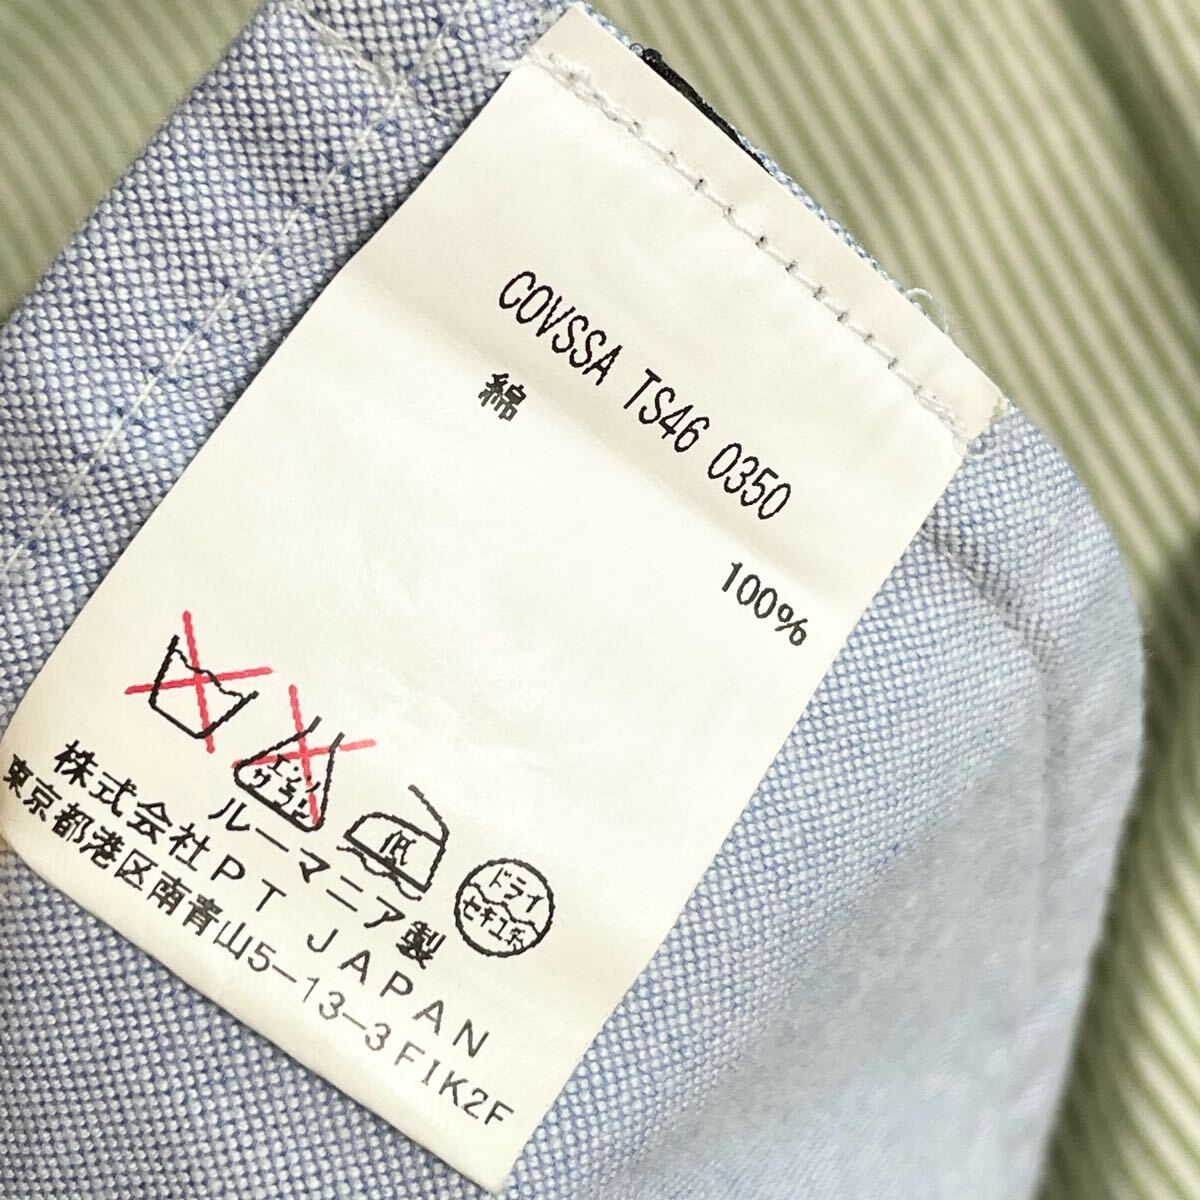 COVSSA TS46 0350
綿 100%
エンソ
サラシ
低
ドライ
セキユ系
ルーマニア製
株式会社PT JAPAN
東京都港区南青山5-13-3FIK2F